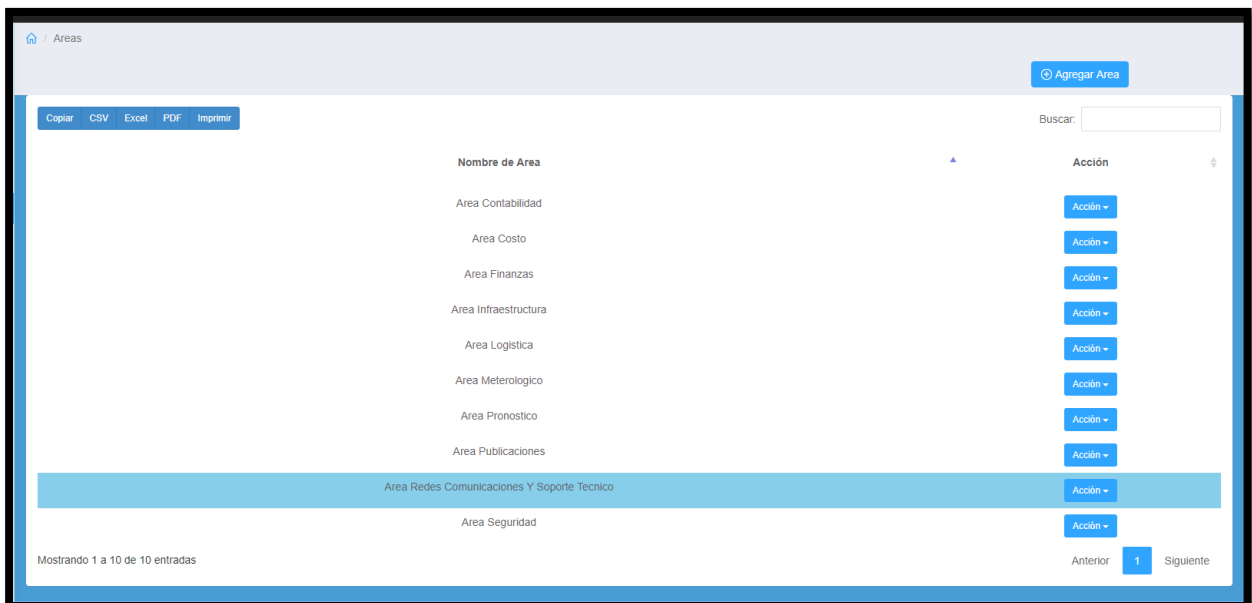 / Areas
Agregar Area
Copiar CSV Excel PDF Imprimir Buscar:
Nombre de Area Acción
Area Contabilidad Acción
Area Costo Acción
Area Finanzas Acción
Area Infraestructura Acción
Area Logistica Acción
Area Meterologico Acción
Area Pronostico Acción
Area Publicaciones Acción
Area Redes Comunicaciones Y Soporte Tecnico Acción
Area Seguridad Acción
Mostrando 1 a 10 de 10 entradas Anterior 1 Siguiente